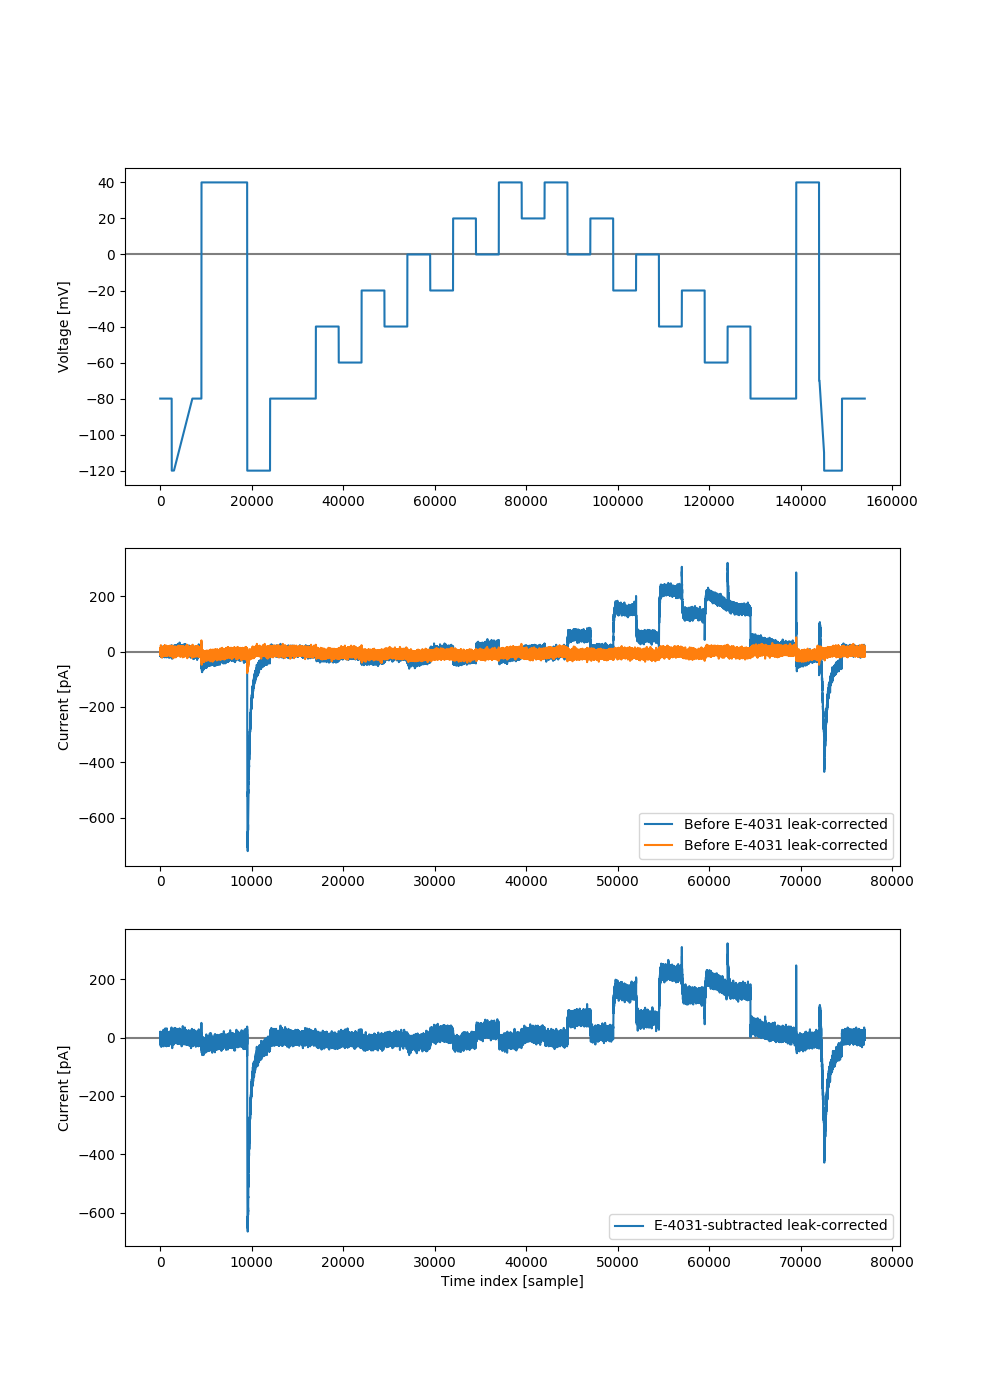 40
20
0
−20
−40
−60
−80
−100
−120
Voltage [mV]
0 20000 40000 60000 80000 100000 120000 140000 160000
200
0
−200
−400
−600
Current [pA]
Before E-4031 leak-corrected
Before E-4031 leak-corrected
0 10000 20000 30000 40000 50000 60000 70000 80000
200
0
−200
−400
−600
Current [pA]
E-4031-subtracted leak-corrected
0 10000 20000 30000 40000 50000 60000 70000 80000
Time index [sample]